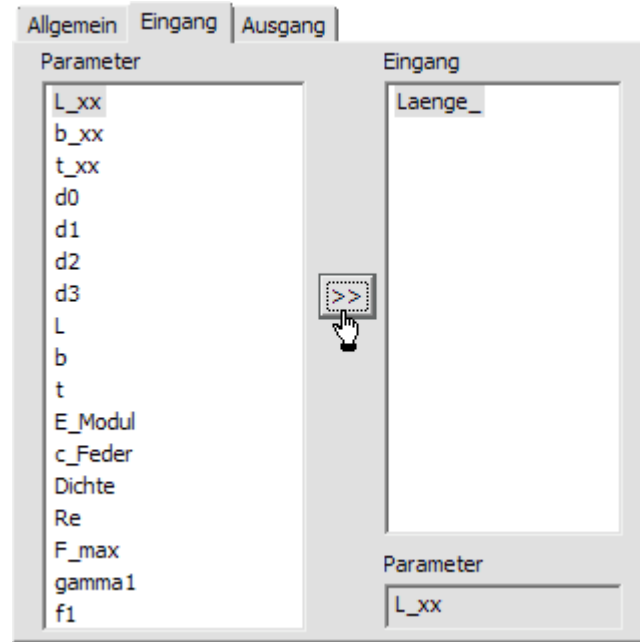 Allgemein Eingang Ausgang
Parameter
L_xx
b_xx
t_xx
d0
d1
d2
d3
L
b
t
E_Modul
c_Feder
Dichte
Re
F_max
gamma1
f1
>>
Eingang
Laenge_
Parameter
L_xx